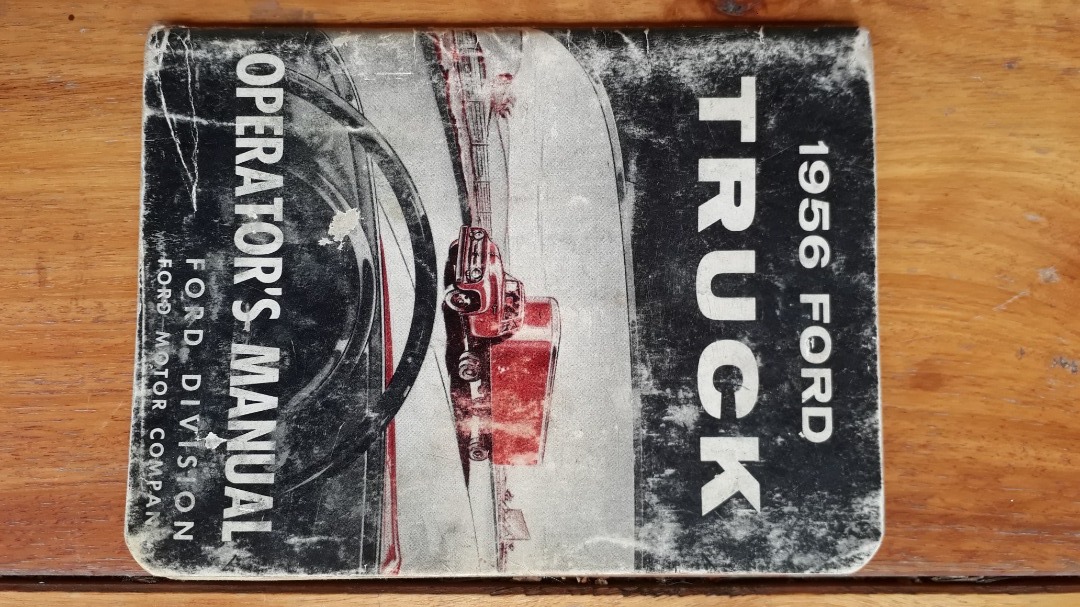 1956 FORD
TRUCK
OPERATOR'S MANUAL
FORD DIVISION
FORD MOTOR COMPAN